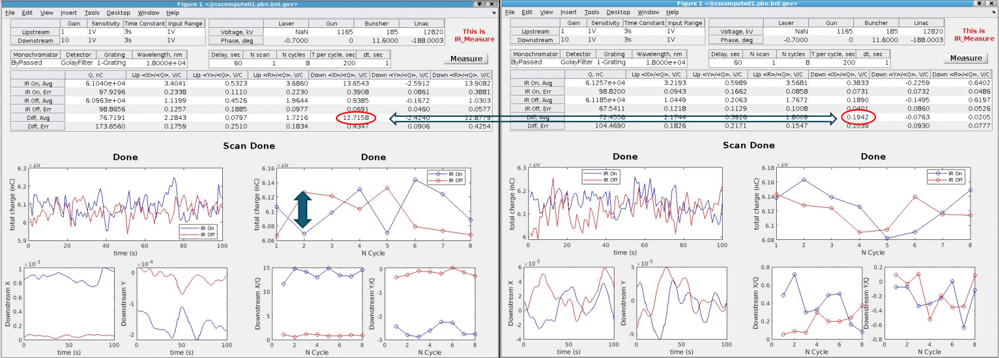 Figure 1 <@cscompute01.pbn.bnl.gov>
File Edit View Insert Tools Desktop Window Help
Gain Sensitivity Time Constant Input Range
Upstream 1 1V 3s 1V
Downstream 10 1V 3s 1V
Laser Gun Buncher Linac
Voltage, kV NaN 1165 185 12820
Phase, deg -0.7000 0 11.6000 -188.0003
This is
IR_Measure
Monochromator Detector Grating Wavelength, nm
ByPassed GolayFilter 1-Grating 1.8000e+04
Delay, sec N scan N cycles T per cycle, sec dt, sec
60 1 8 200 1
Measure
Q, nC Up <X>/<Q>, V/C Up <Y>/<Q>, V/C Up <R>/<Q>, V/C Down <X>/<Q>, V/C Down <Y>/<Q>, V/C Down <R>/<Q>, V/C
IR On, Avg 6.1040e+04 3.4041 0.5323 3.6860 13.6543 -2.5912 13.9082
IR On, Err 97.9296 0.2338 0.1110 0.2230 0.3908 0.0861 0.3881
IR Off, Avg 6.0963e+04 1.1199 0.4526 1.9644 0.9385 -0.1672 1.0303
IR Off, Err 98.8656 0.1257 0.1885 0.0977 0.0691 0.0460 0.0577
Diff, Avg 76.7191 2.2843 0.0797 1.7216 12.7158 -2.4240 12.8779
Diff, Err 173.6560 0.1759 0.2510 0.1834 0.4347 0.0906 0.4254
Scan Done
Done
total charge (nC)
6.3
6.2
6.1
6
5.9
IR On
IR Off
0 20 40 60 80 100
time (s)
Done
total charge (nC)
6.16
6.14
6.12
6.1
6.08
6.06
IR On
IR Off
1 2 3 4 5 6 7 8
N Cycle
×10-3
Downstream X
1
0.8
0.6
0.4
0.2
0
0 50 100
time (s)
×10-4
Downstream Y
0
-1
-2
0 50 100
time (s)
Downstream X/Q
15
10
5
0
0 2 4 6 8
N Cycle
Downstream Y/Q
0
-1
-2
-3
0 2 4 6 8
N Cycle
Figure 1 <@cscompute01.pbn.bnl.gov>
File Edit View Insert Tools Desktop Window Help
Gain Sensitivity Time Constant Input Range
Upstream 1 1V 3s 1V
Downstream 10 1V 3s 1V
Laser Gun Buncher Linac
Voltage, kV NaN 1165 185 12820
Phase, deg -0.7000 0 11.6000 -188.0003
This is
IR_Measure
Monochromator Detector Grating Wavelength, nm
ByPassed GolayFilter 1-Grating 1.8000e+04
Delay, sec N scan N cycles T per cycle, sec dt, sec
60 1 8 200 1
Measure
Q, nC Up <X>/<Q>, V/C Up <Y>/<Q>, V/C Up <R>/<Q>, V/C Down <X>/<Q>, V/C Down <Y>/<Q>, V/C Down <R>/<Q>, V/C
IR On, Avg 6.1257e+04 3.2193 0.5989 3.5681 0.3833 -0.2259 0.6402
IR On, Err 98.8200 0.0943 0.1662 0.0858 0.0731 0.0732 0.0486
IR Off, Avg 6.1185e+04 1.0449 0.2063 1.7672 0.1890 -0.1495 0.6197
IR Off, Err 67.5411 0.1218 0.1129 0.1008 0.0401 0.0860 0.0526
Diff, Avg 72.4558 2.1744 0.3926 1.8009 0.1942 -0.0763 0.0205
Diff, Err 104.4690 0.1826 0.2171 0.1547 0.1039 0.0930 0.0777
Scan Done
Done
total charge (nC)
6.3
6.2
6.1
6
IR On
IR Off
0 20 40 60 80 100
time (s)
Done
total charge (nC)
6.18
6.16
6.14
6.12
6.1
6.08
IR On
IR Off
1 2 3 4 5 6 7 8
N Cycle
×10-5
Downstream X
6
4
2
0
-2
-4
0 50 100
time (s)
×10-5
Downstream Y
5
0
-5
0 50 100
time (s)
Downstream X/Q
0.8
0.6
0.4
0.2
0
0 2 4 6 8
N Cycle
Downstream Y/Q
0.2
0
-0.2
-0.4
-0.6
-0.8
0 2 4 6 8
N Cycle